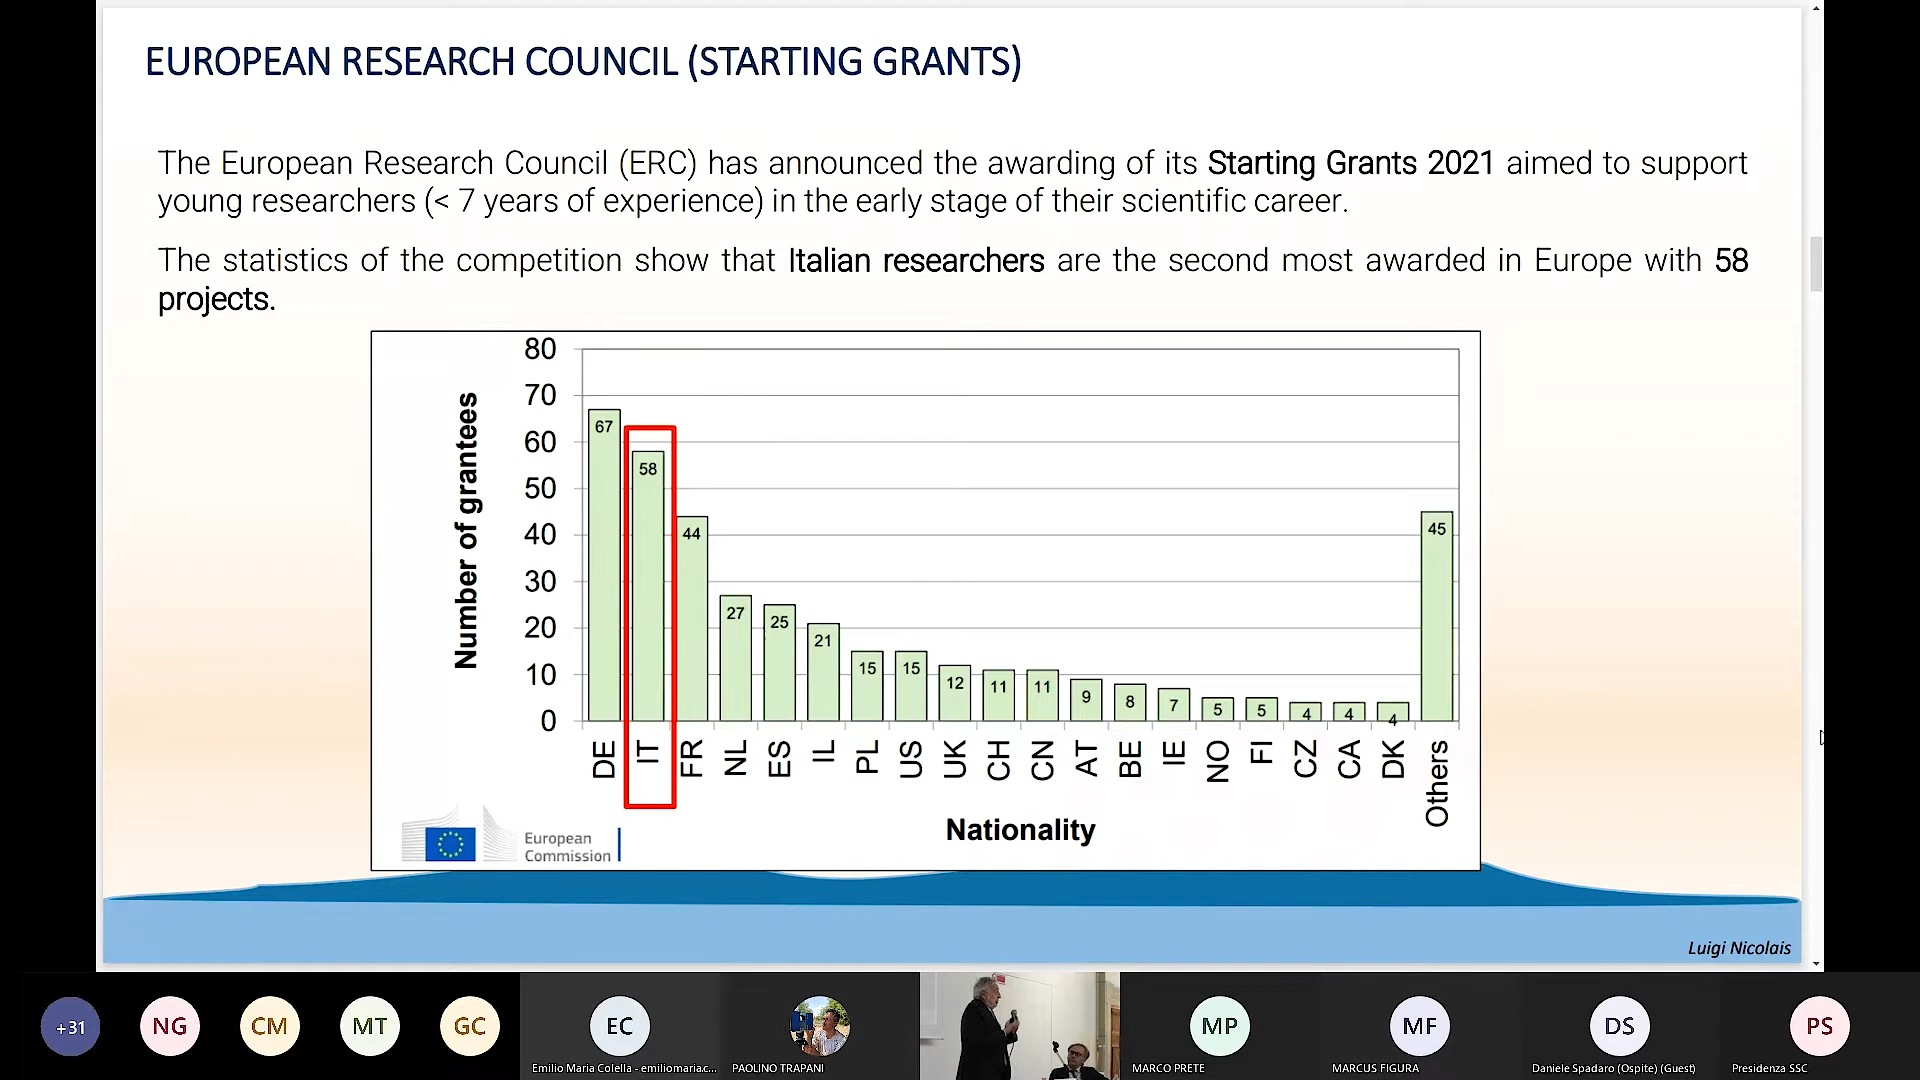 EUROPEAN RESEARCH COUNCIL (STARTING GRANTS)
The European Research Council (ERC) has announced the awarding of its Starting Grants 2021 aimed to support
young researchers (< 7 years of experience) in the early stage of their scientific career.
The statistics of the competition show that Italian researchers are the second most awarded in Europe with 58
projects.
Number of grantees
80
70
60
50
40
30
20
10
0
67
58
44
27
25
21
15
15
12
11
11
9
8
7
5
5
4
4
4
45
DE
IT
FR
NL
ES
IL
PL
US
UK
CH
CN
AT
BE
IE
NO
FI
CZ
CA
DK
Others
Nationality
European
Commission
Luigi Nicolais
+31
NG
CM
MT
GC
EC
MP
MF
DS
PS
Emilio Maria Colella - emiliomaria.c...
PAOLINO TRAPANI
MARCO PRETE
MARCUS FIGURA
Daniele Spadaro (Ospite) (Guest)
Presidenza SSC